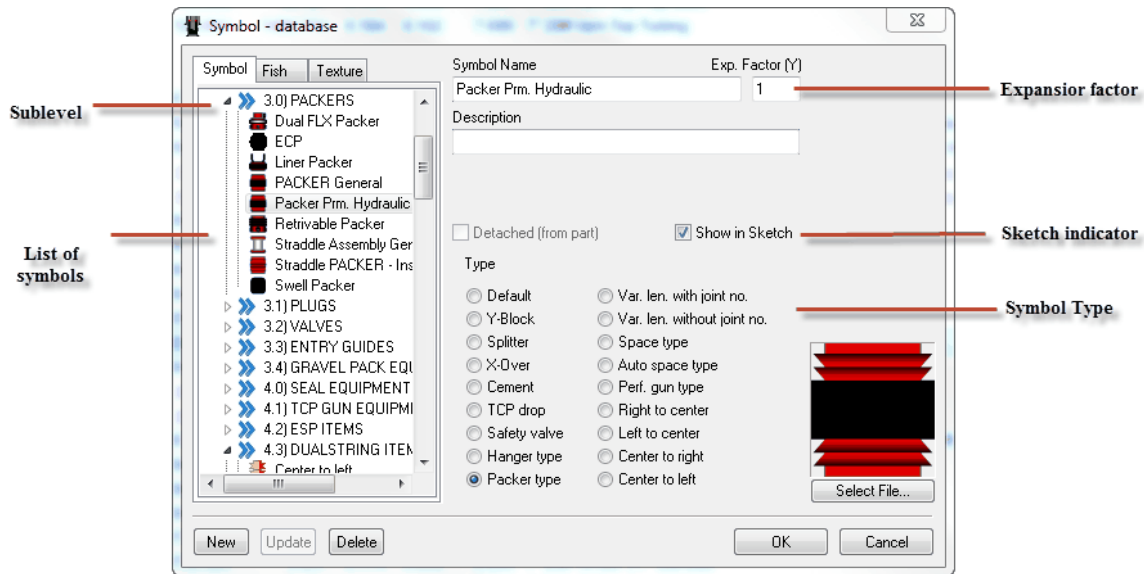 Symbol - database
Symbol
Fish
Texture
3.0) PACKERS
Dual FLX Packer
ECP
Liner Packer
PACKER General
Packer Prm. Hydraulic
Retrivable Packer
Straddle Assembly Ger
Straddle PACKER - Ins
Swell Packer
3.1) PLUGS
3.2) VALVES
3.3) ENTRY GUIDES
3.4) GRAVEL PACK EQU
4.0) SEAL EQUIPMENT
4.1) TCP GUN EQUIPMI
4.2) ESP ITEMS
4.3) DUALSTRING ITEM
Center to left
Symbol Name
Exp. Factor (Y)
Packer Prm. Hydraulic
1
Description
Detached (from part)
Show in Sketch
Type
Default
Y-Block
Splitter
X-Over
Cement
TCP drop
Safety valve
Hanger type
Packer type
Var. len. with joint no.
Var. len. without joint no.
Space type
Auto space type
Perf. gun type
Right to center
Left to center
Center to right
Center to left
Select File...
New
Update
Delete
OK
Cancel
Sublevel
List of
symbols
Expansior factor
Sketch indicator
Symbol Type